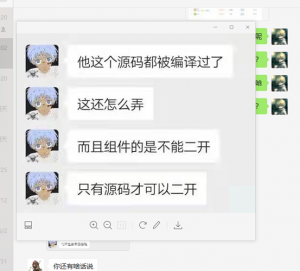 他这个源码都被编译过了
这还怎么弄
而且组件的是不能二开
只有源码才可以二开
你还有啥话说